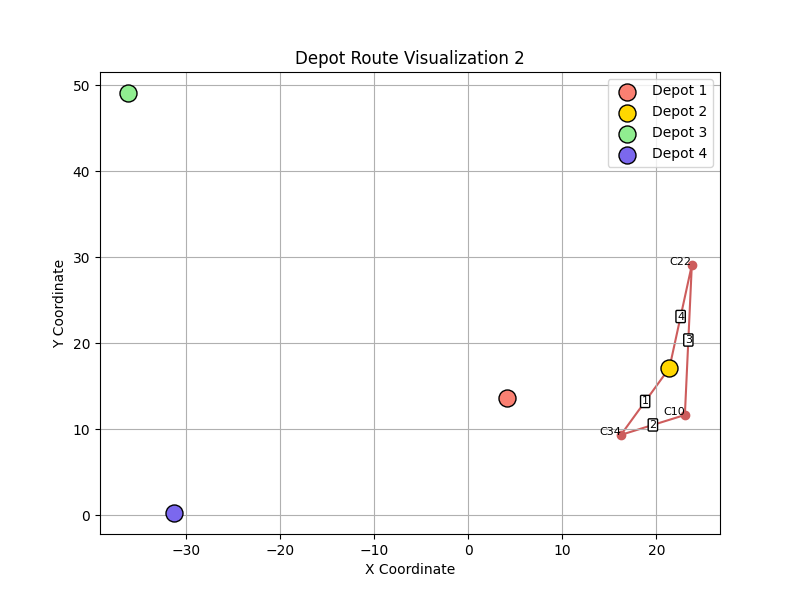 Depot Route Visualization 2
Depot 1
Depot 2
Depot 3
Depot 4
50
40
30
20
10
0
Y Coordinate
C22
4
3
1
C10
C34
2
−30
−20
−10
0
10
20
X Coordinate